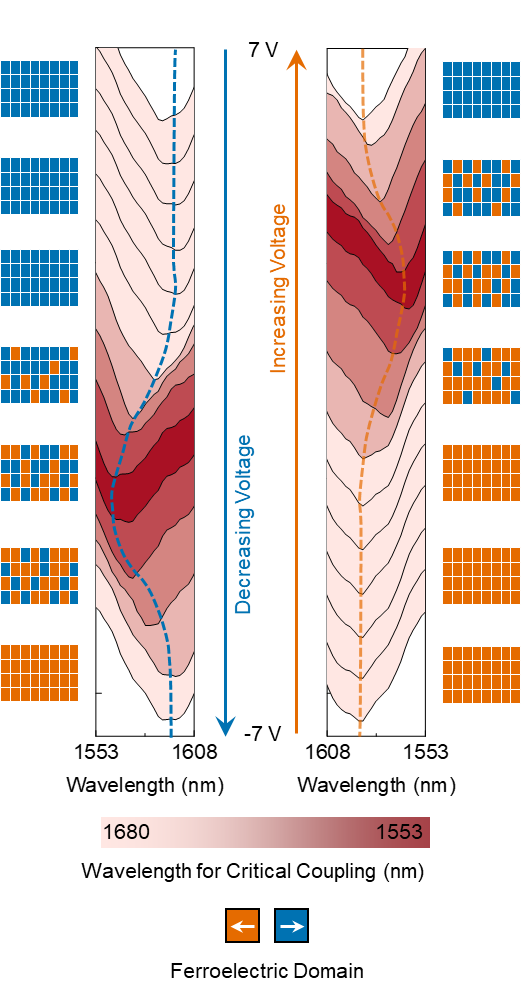 7 V
Increasing Voltage
Decreasing Voltage
-7 V
1553 1608 1608 1553
Wavelength (nm) Wavelength (nm)
1680 1553
Wavelength for Critical Coupling (nm)
Ferroelectric Domain